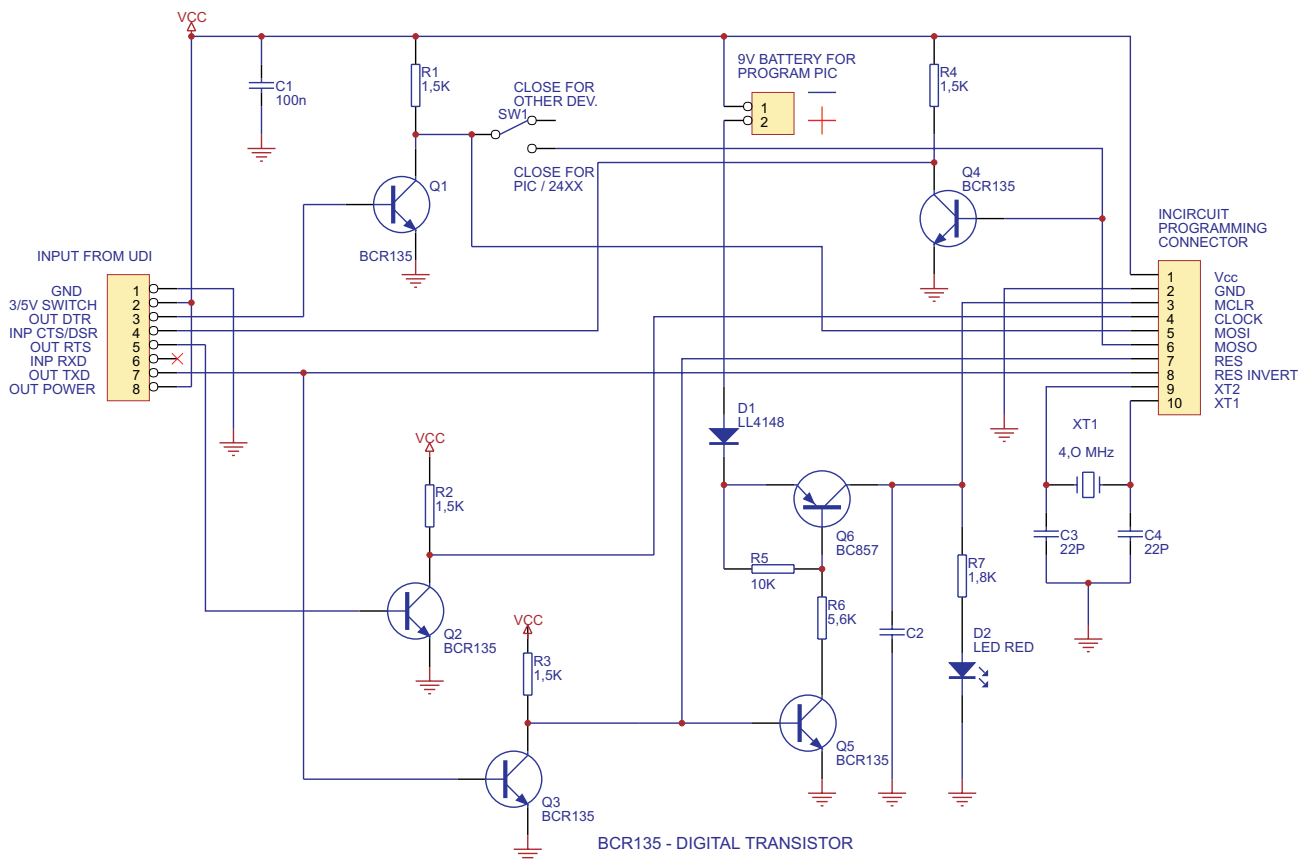 VCC
C1
100n
R1
1,5K
CLOSE FOR
OTHER DEV.
SW1
CLOSE FOR
PIC / 24XX
9V BATTERY FOR
PROGRAM PIC
1
2
R4
1,5K
Q1
BCR135
Q4
BCR135
INPUT FROM UDI
GND 1
3/5V SWITCH 2
OUT DTR 3
INP CTS/DSR 4
OUT RTS 5
INP RXD 6
OUT TXD 7
OUT POWER 8
INCIRCUIT
PROGRAMMING
CONNECTOR
1 Vcc
2 GND
3 MCLR
4 CLOCK
5 MOSI
6 MOSO
7 RES
8 RES INVERT
9 XT2
10 XT1
D1
LL4148
XT1
4,O MHz
VCC
R2
1,5K
Q6
BC857
C3
22P
C4
22P
R5
10K
R7
1,8K
R6
5,6K
Q2
BCR135
VCC
R3
1,5K
C2
D2
LED RED
Q5
BCR135
Q3
BCR135
BCR135 - DIGITAL TRANSISTOR